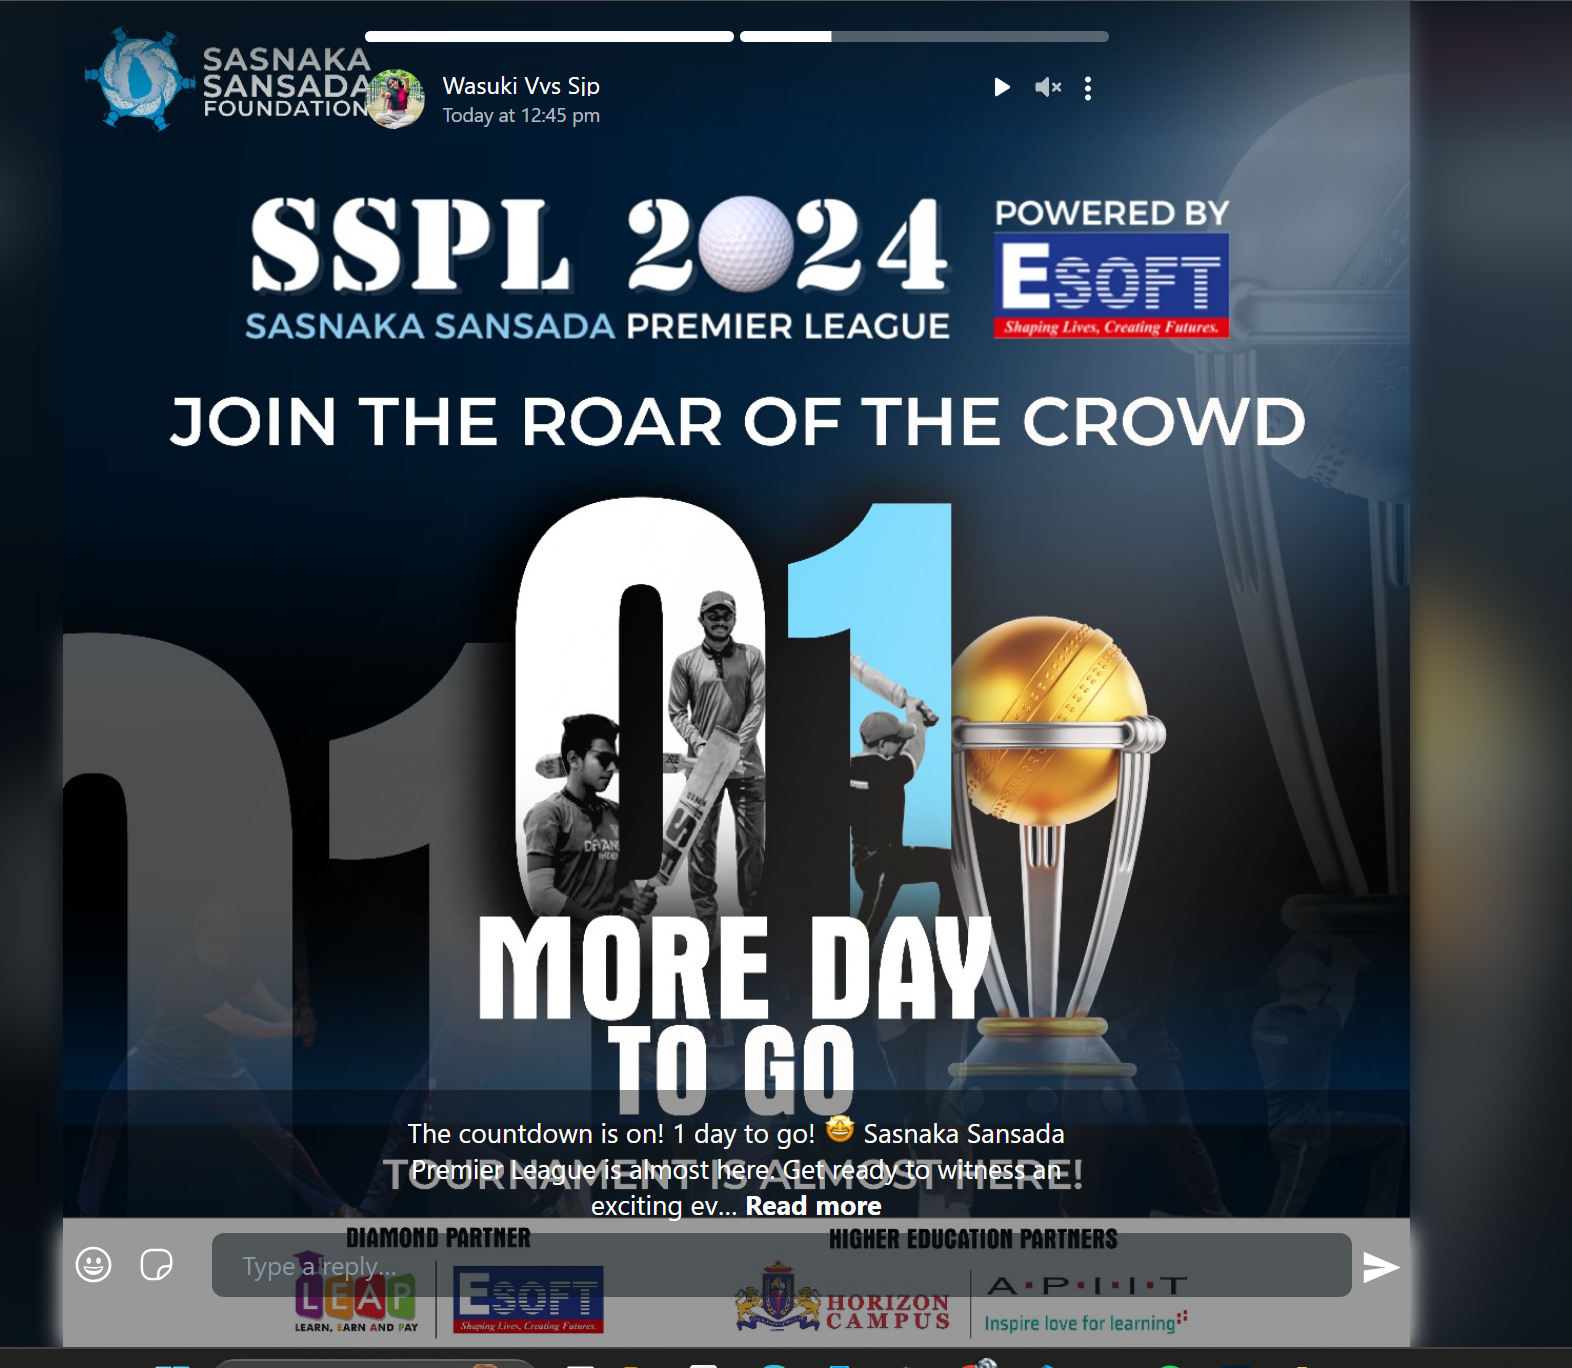 SASNAKA
SANSADA
FOUNDATION
Wasuki Vvs Sjp
Today at 12:45 pm
SSPL 2024
SASNAKA SANSADA PREMIER LEAGUE
POWERED BY
ESOFT
Shaping Lives, Creating Futures.
JOIN THE ROAR OF THE CROWD
01
MORE DAY
TO GO
The countdown is on! 1 day to go! 🤩 Sasnaka Sansada
Premier League is almost here. Get ready to witness an
exciting ev... Read more
TOURNAMENT IS ALMOST HERE!
DIAMOND PARTNER
HIGHER EDUCATION PARTNERS
Type a reply...
LEAP
LEARN, EARN AND PAY
ESOFT
Shaping Lives, Creating Futures.
HORIZON
CAMPUS
A·P·I·I·T
Inspire love for learning